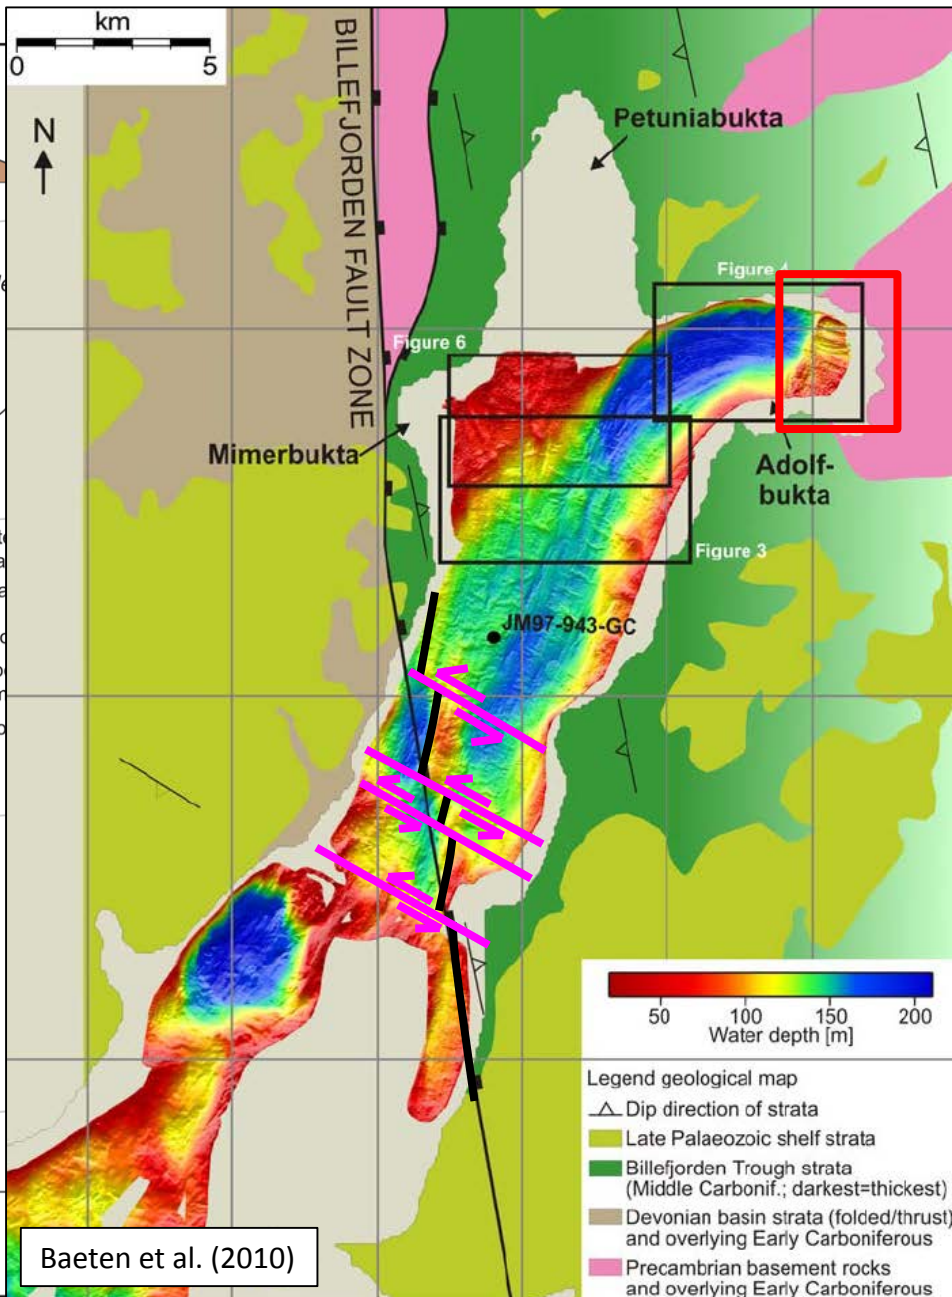 km
0 5
N
BILLEFJORDEN FAULT ZONE
Petuniabukta
Figure 4
Figure 6
Mimerbukta
Adolf-
bukta
Figure 3
JM97-943-GC
50 100 150 200
Water depth [m]
Legend geological map
Dip direction of strata
Late Palaeozoic shelf strata
Billefjorden Trough strata
(Middle Carbonif.; darkest=thickest)
Devonian basin strata (folded/thrust)
and overlying Early Carboniferous
Precambrian basement rocks
and overlying Early Carboniferous
Baeten et al. (2010)